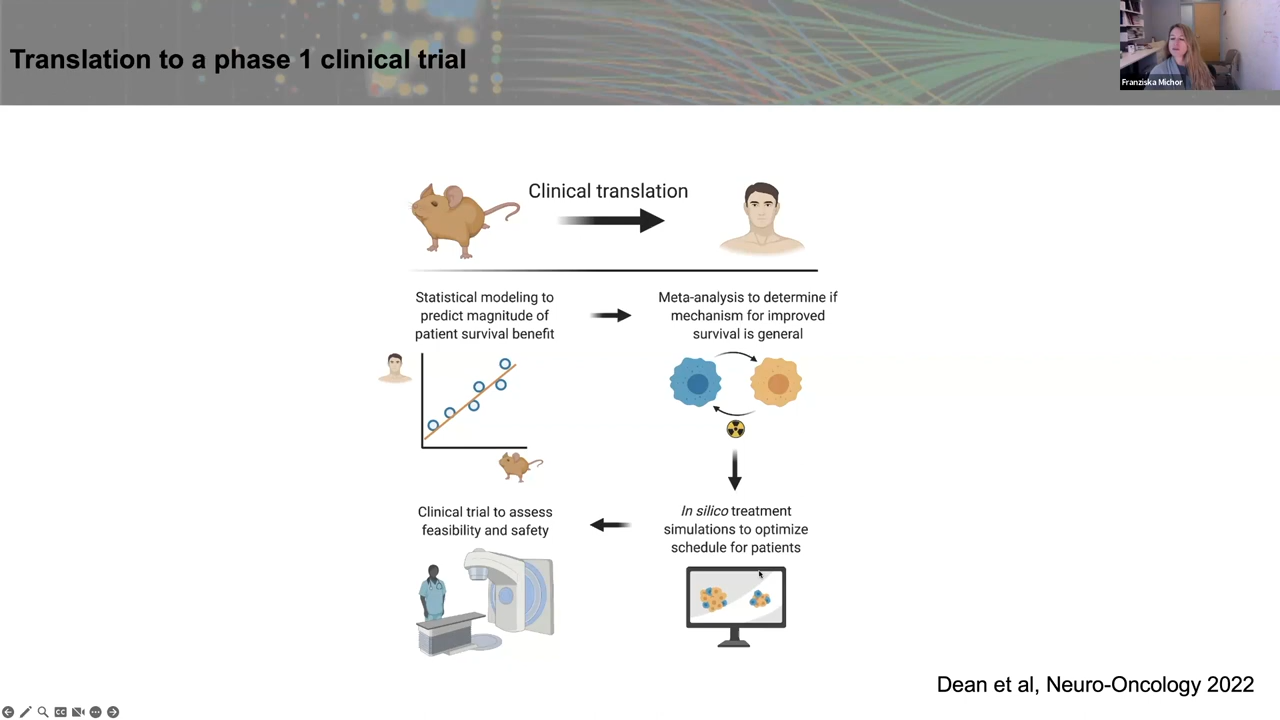 Translation to a phase 1 clinical trial
Franziska Michor
Clinical translation
Statistical modeling to
predict magnitude of
patient survival benefit
Meta-analysis to determine if
mechanism for improved
survival is general
In silico treatment
simulations to optimize
schedule for patients
Clinical trial to assess
feasibility and safety
Dean et al, Neuro-Oncology 2022
CC